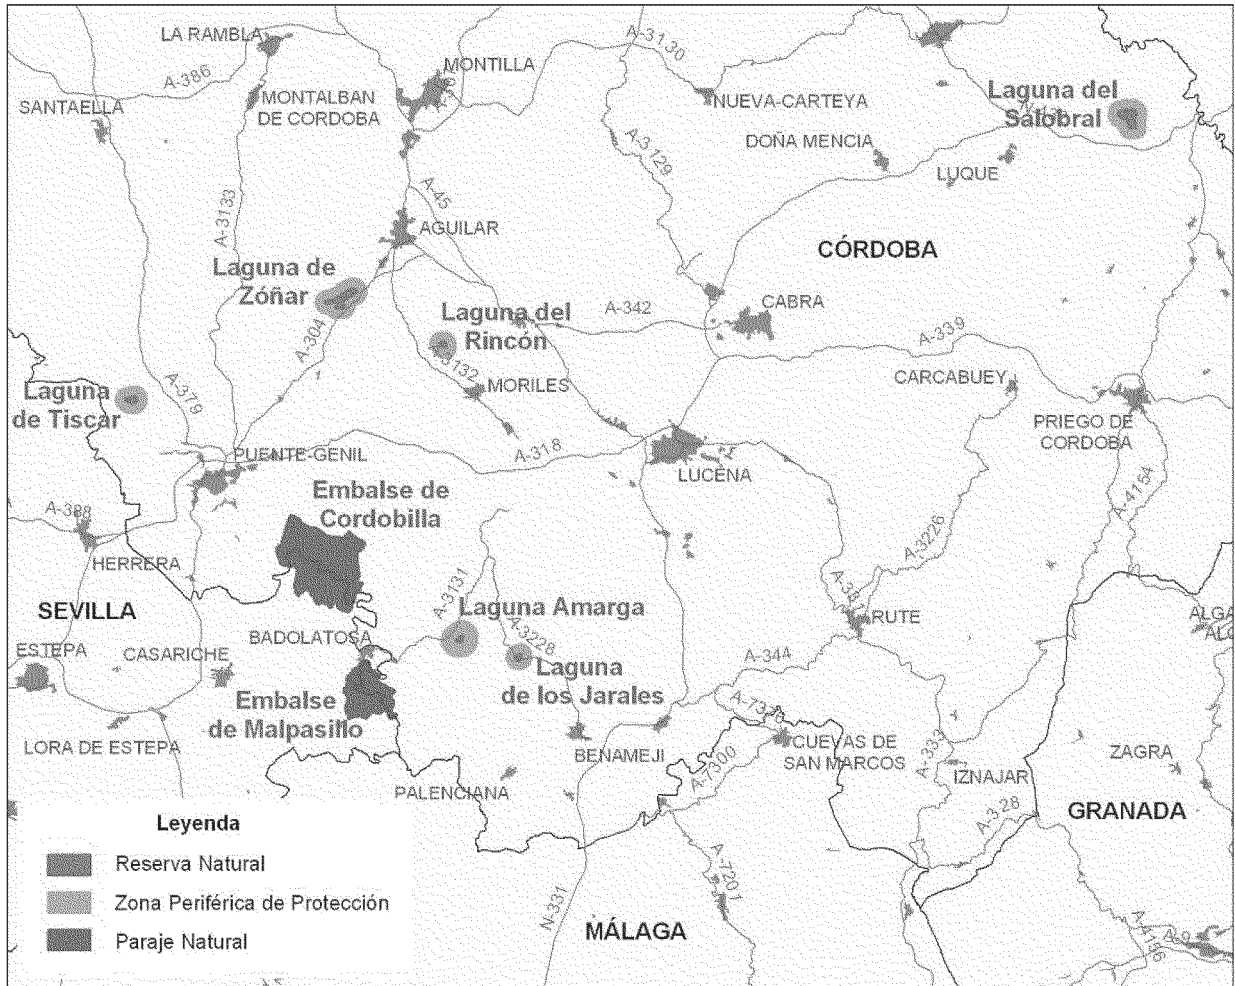 LA RAMBLA
A-386
SANTAELLA
MONTALBAN
DE CORDOBA
MONTILLA
A-3130
NUEVA-CARTEYA
Laguna del
Salobral
DOÑA MENCIA
LUQUE
A-3129
A-45
A-3133
AGUILAR
CÓRDOBA
Laguna de
Zóñar
A-304
Laguna del
Rincón
A-342
CABRA
A-339
A-3132
MORILES
CARCABUEY
PRIEGO DE
CORDOBA
Laguna
de Tiscar
A-379
PUENTE-GENIL
A-318
LUCENA
A-4154
Embalse de
Cordobilla
A-388
HERRERA
A-3226
SEVILLA
A-3131
Laguna Amarga
A-3228
A-331
RUTE
ALGA
ESTEPA
CASARICHE
BADOLATOSA
Laguna
de los Jarales
A-344
Embalse
de Malpasillo
LORA DE ESTEPA
BENAMEJI
A-7300
CUEVAS DE
SAN MARCOS
A-333
IZNAJAR
ZAGRA
PALENCIANA
A-328
GRANADA
A-7201
N-331
MÁLAGA
A-4156
Leyenda
Reserva Natural
Zona Periférica de Protección
Paraje Natural